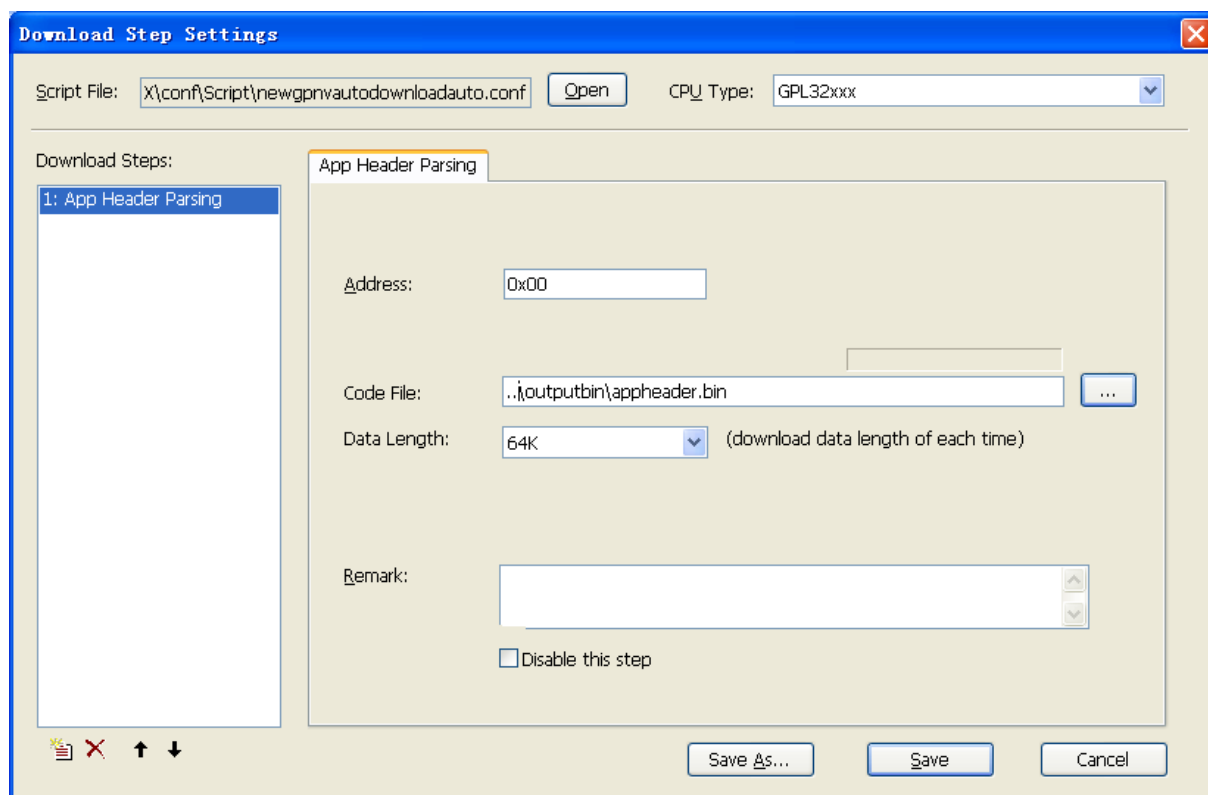 Download Step Settings
Script File: X\conf\Script\newgpnvautodownloadauto.conf Open CPU Type: GPL32xxx
Download Steps:
App Header Parsing
1: App Header Parsing
Address: 0x00
Code File: ..\outputbin\appheader.bin ...
Data Length: 64K (download data length of each time)
Remark:
Disable this step
Save As... Save Cancel